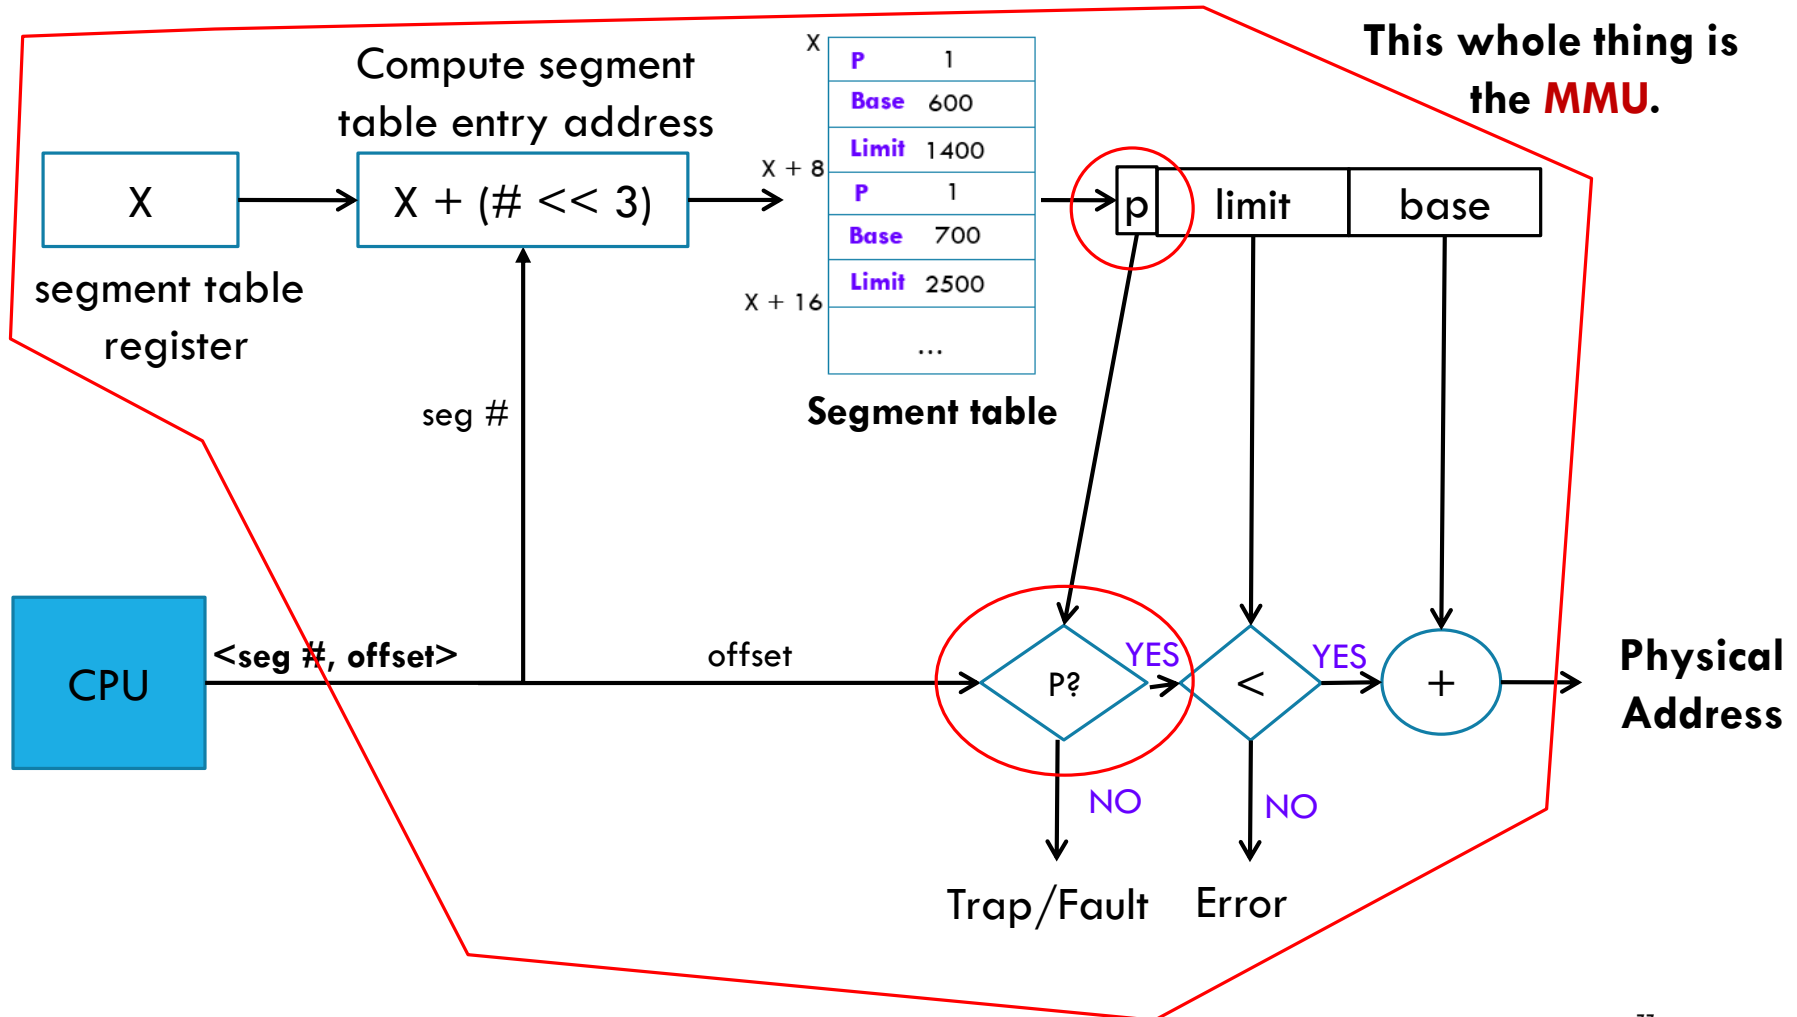 This whole thing is
the MMU.
Compute segment
table entry address
X
X + (# << 3)
segment table
register
X
P 1
Base 600
Limit 1400
X + 8
P 1
Base 700
Limit 2500
X + 16
...
Segment table
p limit base
seg #
CPU
<seg #, offset>
offset
P?
YES
<
YES
+
Physical
Address
NO
NO
Trap/Fault
Error